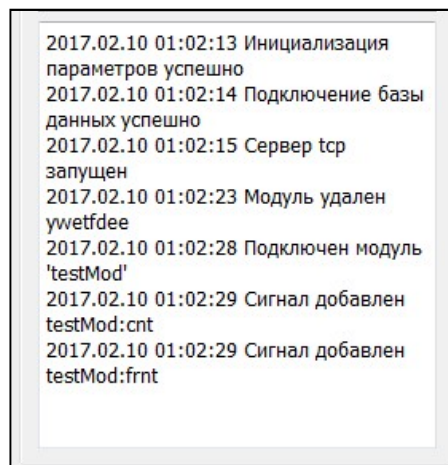 2017.02.10 01:02:13 Инициализация
параметров успешно
2017.02.10 01:02:14 Подключение базы
данных успешно
2017.02.10 01:02:15 Сервер tcp
запущен
2017.02.10 01:02:23 Модуль удален
ywetfdee
2017.02.10 01:02:28 Подключен модуль
'testMod'
2017.02.10 01:02:29 Сигнал добавлен
testMod:cnt
2017.02.10 01:02:29 Сигнал добавлен
testMod:frnt